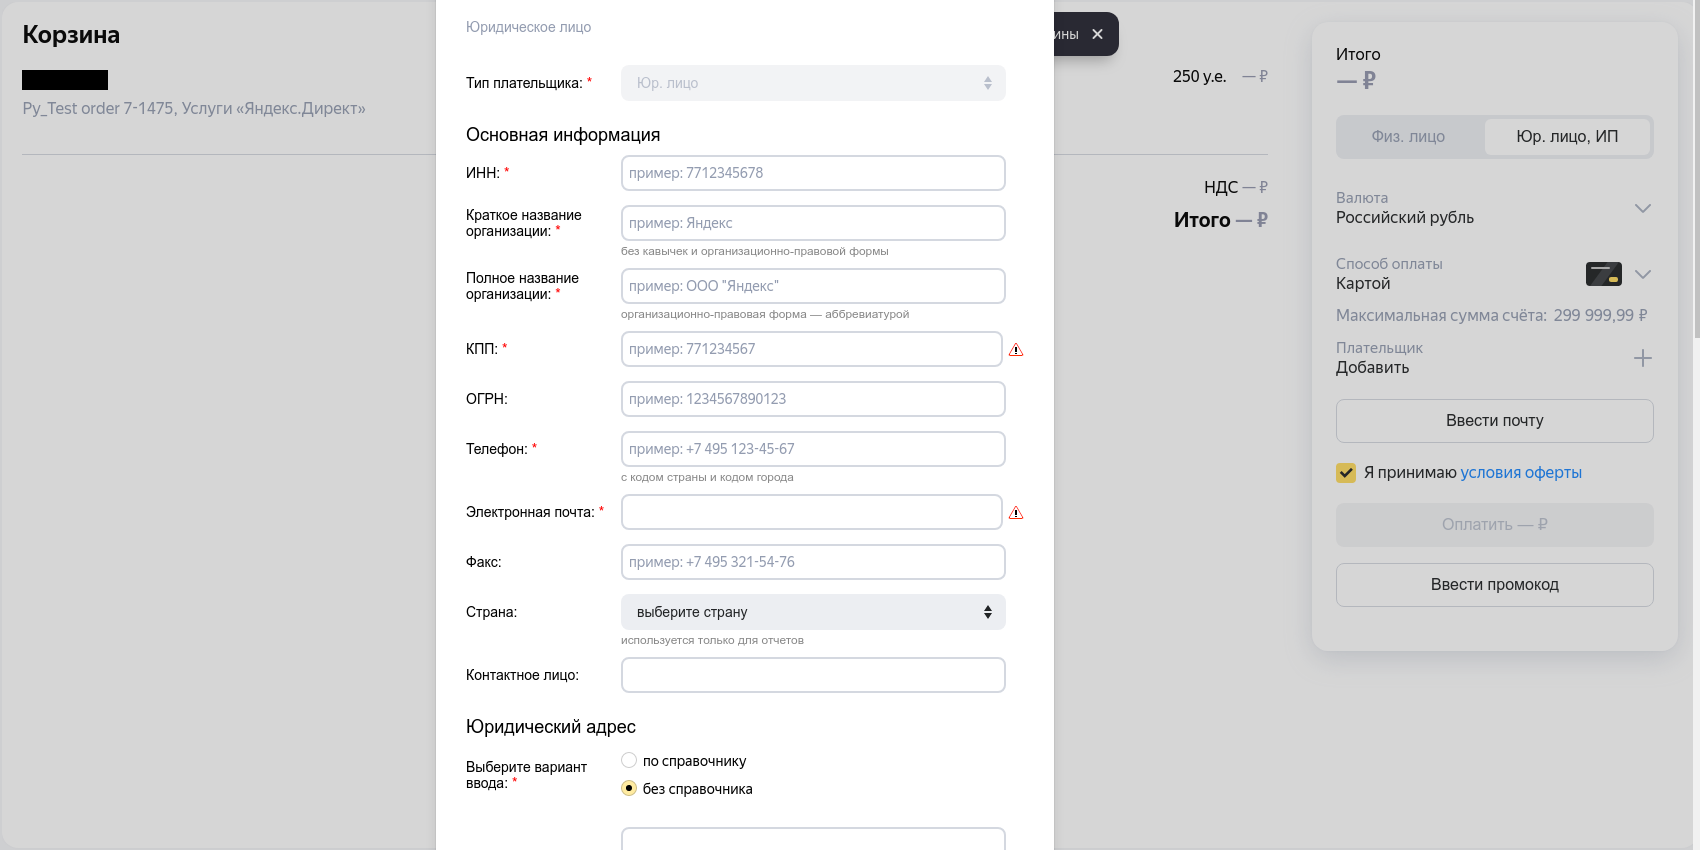 Корзина
Py_Test order 7-1475, Услуги «Яндекс.Директ»
Юридическое лицо
Тип плательщика: *
Юр. лицо
Основная информация
ИНН: *
пример: 7712345678
Краткое название
организации: *
пример: Яндекс
без кавычек и организационно-правовой формы
Полное название
организации: *
пример: ООО "Яндекс"
организационно-правовая форма — аббревиатурой
КПП: *
пример: 771234567
ОГРН:
пример: 1234567890123
Телефон: *
пример: +7 495 123-45-67
с кодом страны и кодом города
Электронная почта: *
Факс:
пример: +7 495 321-54-76
Страна:
выберите страну
используется только для отчетов
Контактное лицо:
Юридический адрес
Выберите вариант
ввода: *
по справочнику
без справочника
250 у.е. — ₽
НДС — ₽
Итого — ₽
Итого
— ₽
Физ. лицо
Юр. лицо, ИП
Валюта
Российский рубль
Способ оплаты
Картой
Максимальная сумма счёта: 299 999,99 ₽
Плательщик
Добавить
Ввести почту
Я принимаю условия оферты
Оплатить — ₽
Ввести промокод